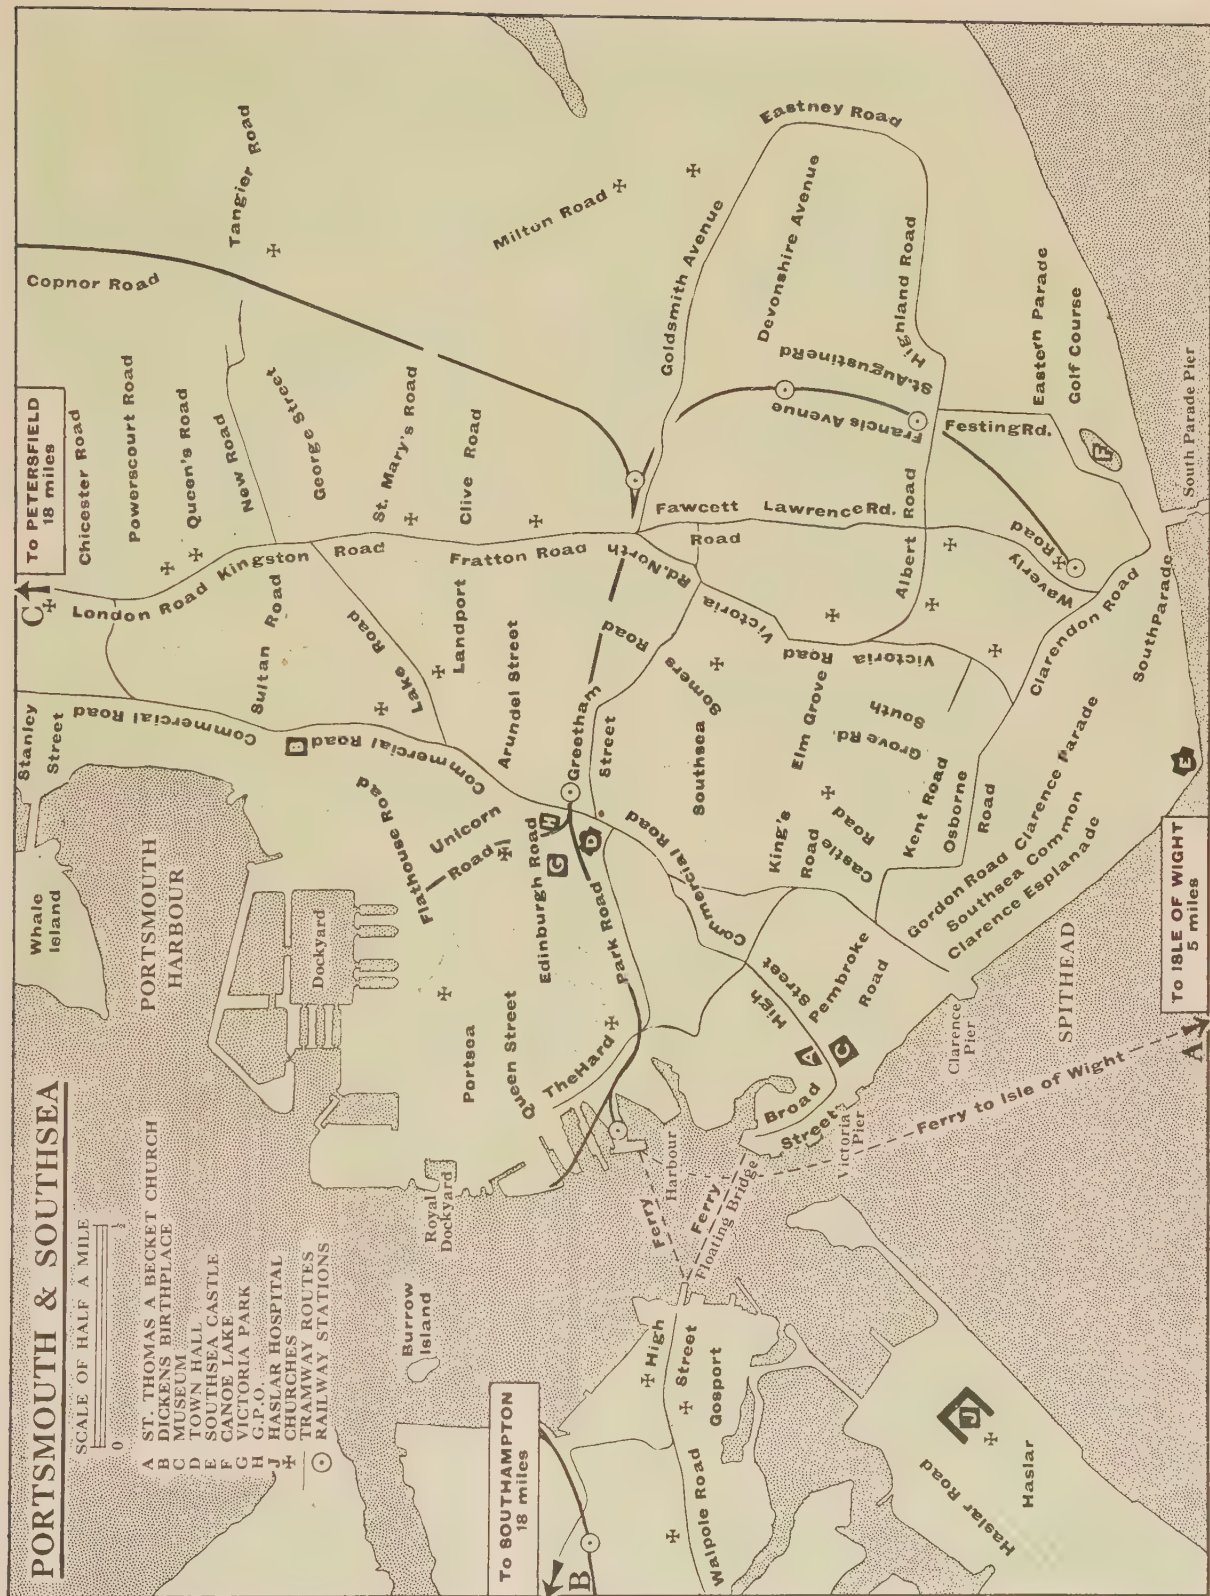 PORTSMOUTH & SOUTHSEA
SCALE OF HALF A MILE
0 ½
A ST. THOMAS A BECKET CHURCH
B DICKENS BIRTHPLACE
C MUSEUM
D TOWN HALL
E SOUTHSEA CASTLE
F CANOE LAKE
G VICTORIA PARK
H G.P.O.
J HASLAR HOSPITAL
✠ CHURCHES
TRAMWAY ROUTES
RAILWAY STATIONS
Whale
Island
Stanley
Street
C
To PETERSFIELD
18 miles
Copnor Road
Chicester Road
Powerscourt Road
Queen's Road
New Road
Tangier Road
London Road
Kingston
Road
Commercial Road
PORTSMOUTH
HARBOUR
Sultan Road
George Street
B
Commercial Road
Lake Road
St. Mary's Road
Dockyard
Flathouse Road
Landport
Clive Road
Fratton Road
Milton Road
Commercial
Unicorn
Road
Arundel Street
Portsea
Royal
Dockyard
Burrow
Island
Queen Street
Edinburgh Road
H
G
D
Greetham
Street
Road
North
Rd.
The Hard
Park Road
Commercial Road
Somers
Southsea
Fawcett
Road
Goldsmith Avenue
Eastney Road
Devonshire Avenue
St. Augustine Rd
Francis Avenue
Highland Road
Lawrence Rd.
Albert Road
Victoria
Road
Victoria
Elm Grove
King's
Road
Commercial
High
Street
Castle
Road
Grove Rd.
South
Pembroke
Road
Kent Road
Osborne
Road
Festing Rd.
Eastern Parade
Golf Course
F
Waverly
Road
Clarendon Road
South Parade
South Parade Pier
Gordon Road
Clarence Parade
Southsea Common
Clarence Esplanade
E
A
C
Broad
Street
Victoria
Pier
Clarence
Pier
SPITHEAD
To ISLE OF WIGHT
5 miles
A
Ferry to Isle of Wight
Harbour
Ferry
Ferry
Floating Bridge
To SOUTHAMPTON
18 miles
B
High
Street
Gosport
Walpole Road
J
Haslar Road
Haslar